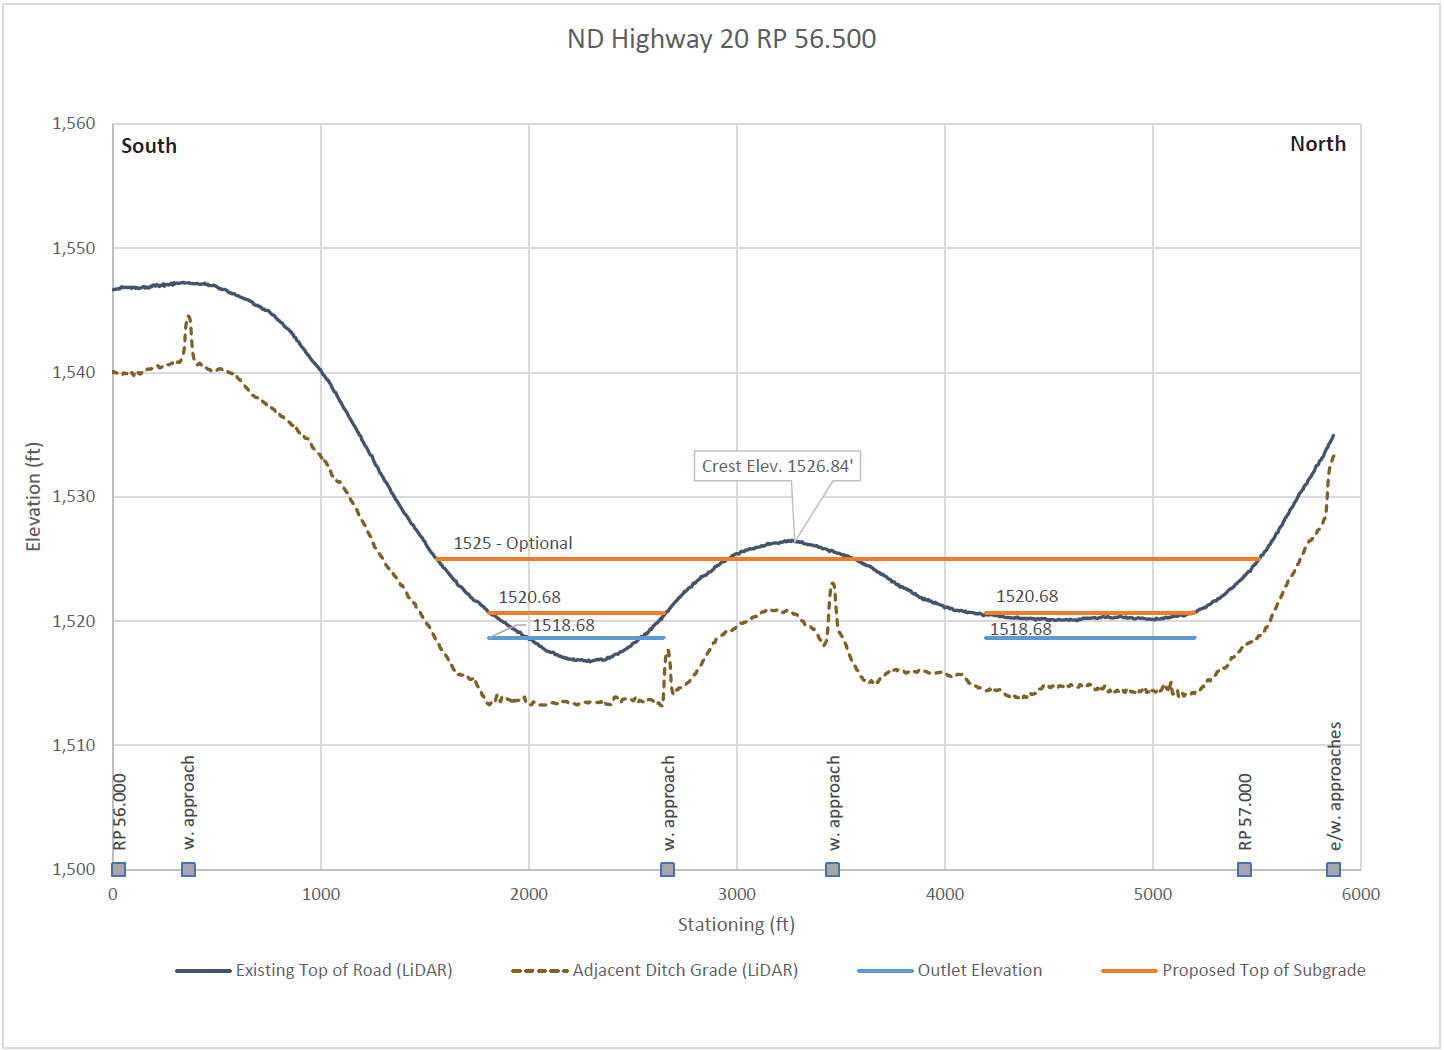 ND Highway 20 RP 56.500
1,560
South
North
1,550
1,540
1,530
Crest Elev. 1526.84'
1525 - Optional
1520.68
1518.68
1520.68
1518.68
1,520
1,510
1,500
Elevation (ft)
RP 56.000
w. approach
w. approach
w. approach
RP 57.000
e/w. approaches
0 1000 2000 3000 4000 5000 6000
Stationing (ft)
Existing Top of Road (LiDAR) Adjacent Ditch Grade (LiDAR) Outlet Elevation Proposed Top of Subgrade